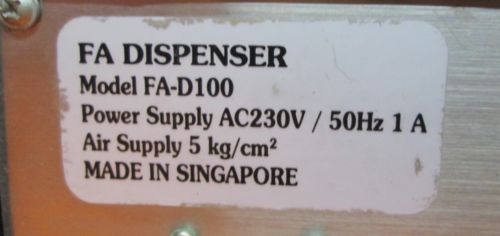 FA DISPENSER
Model FA-D100
Power Supply AC230V / 50Hz 1 A
Air Supply 5 kg/cm²
MADE IN SINGAPORE